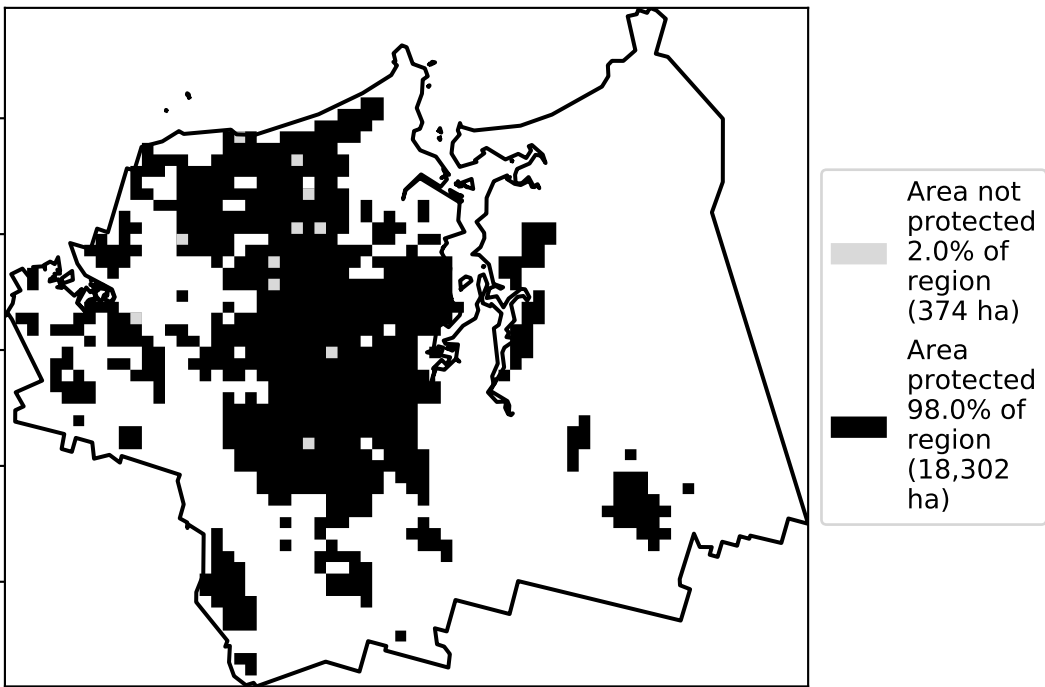 Area not
protected
2.0% of
region
(374 ha)
Area
protected
98.0% of
region
(18,302
ha)